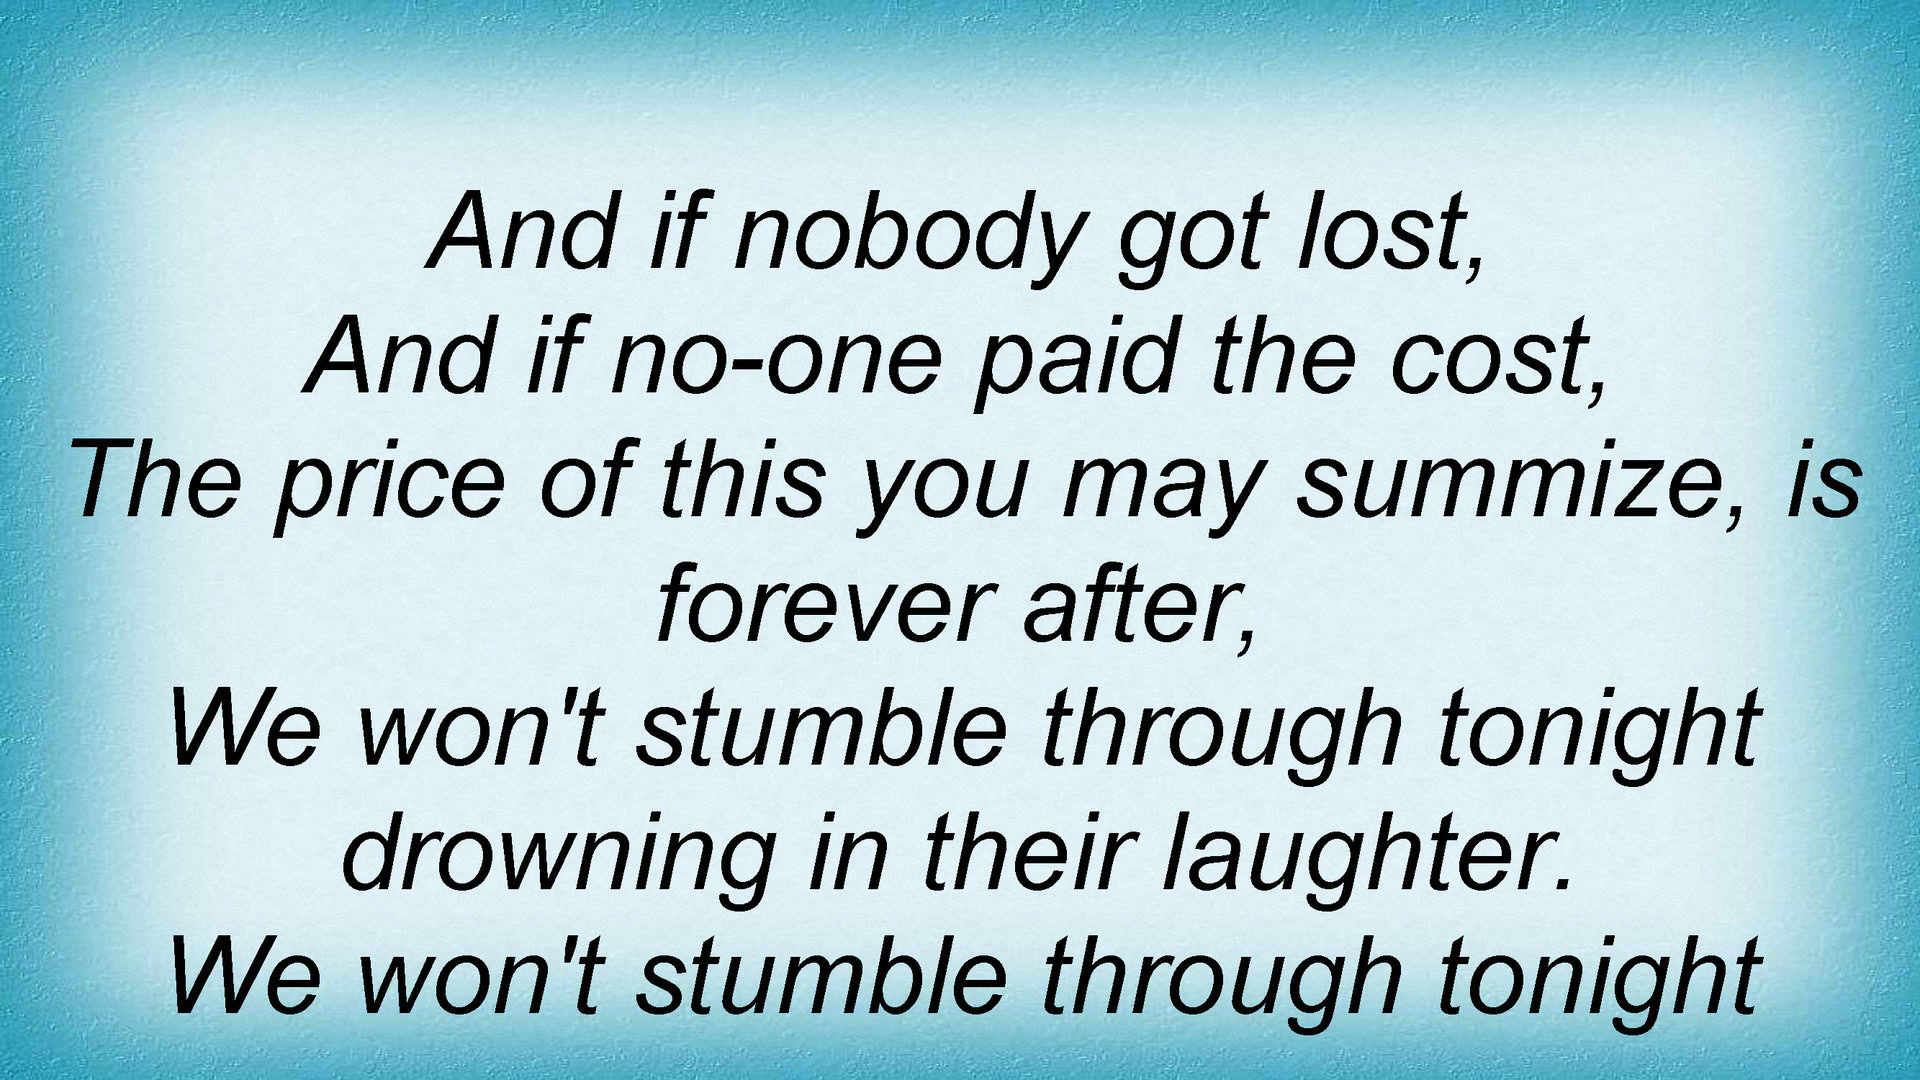 And if nobody got lost,
And if no-one paid the cost,
The price of this you may summize, is
forever after,
We won't stumble through tonight
drowning in their laughter.
We won't stumble through tonight